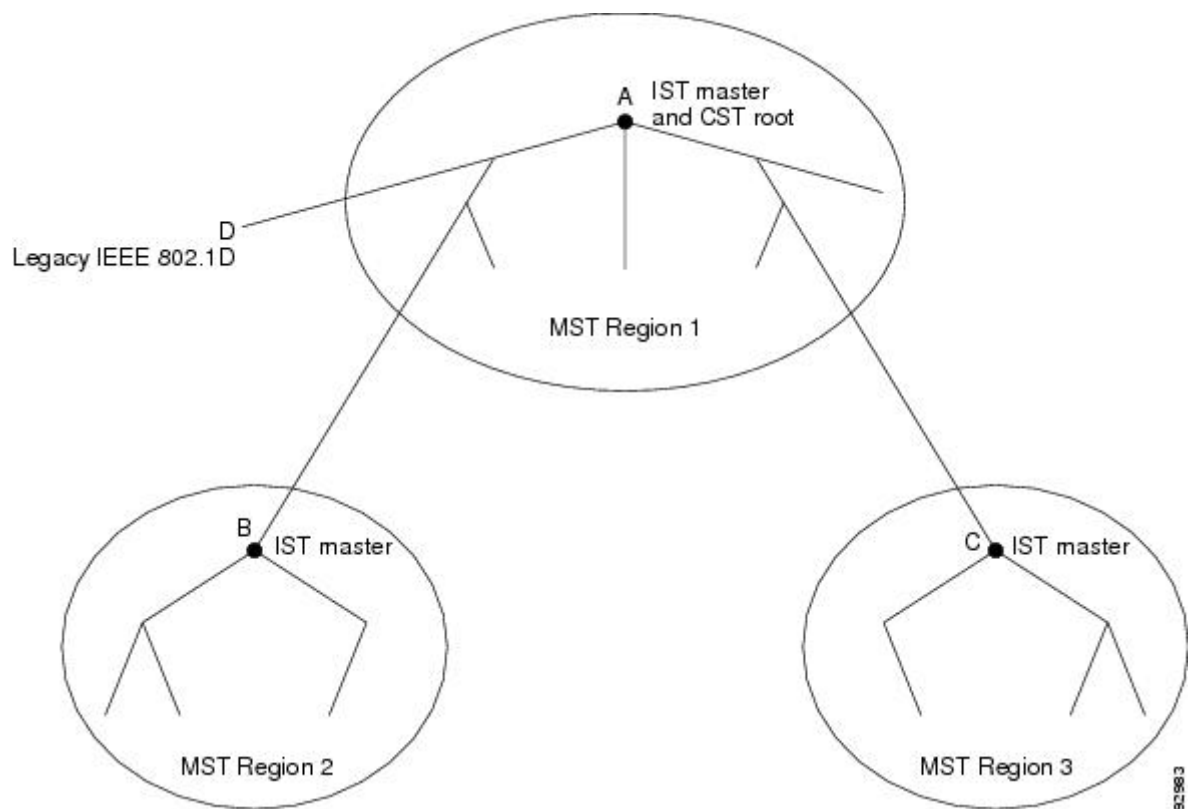 A
IST master
and CST root
D
Legacy IEEE 802.1D
MST Region 1
B
IST master
C
IST master
MST Region 2
MST Region 3
92983